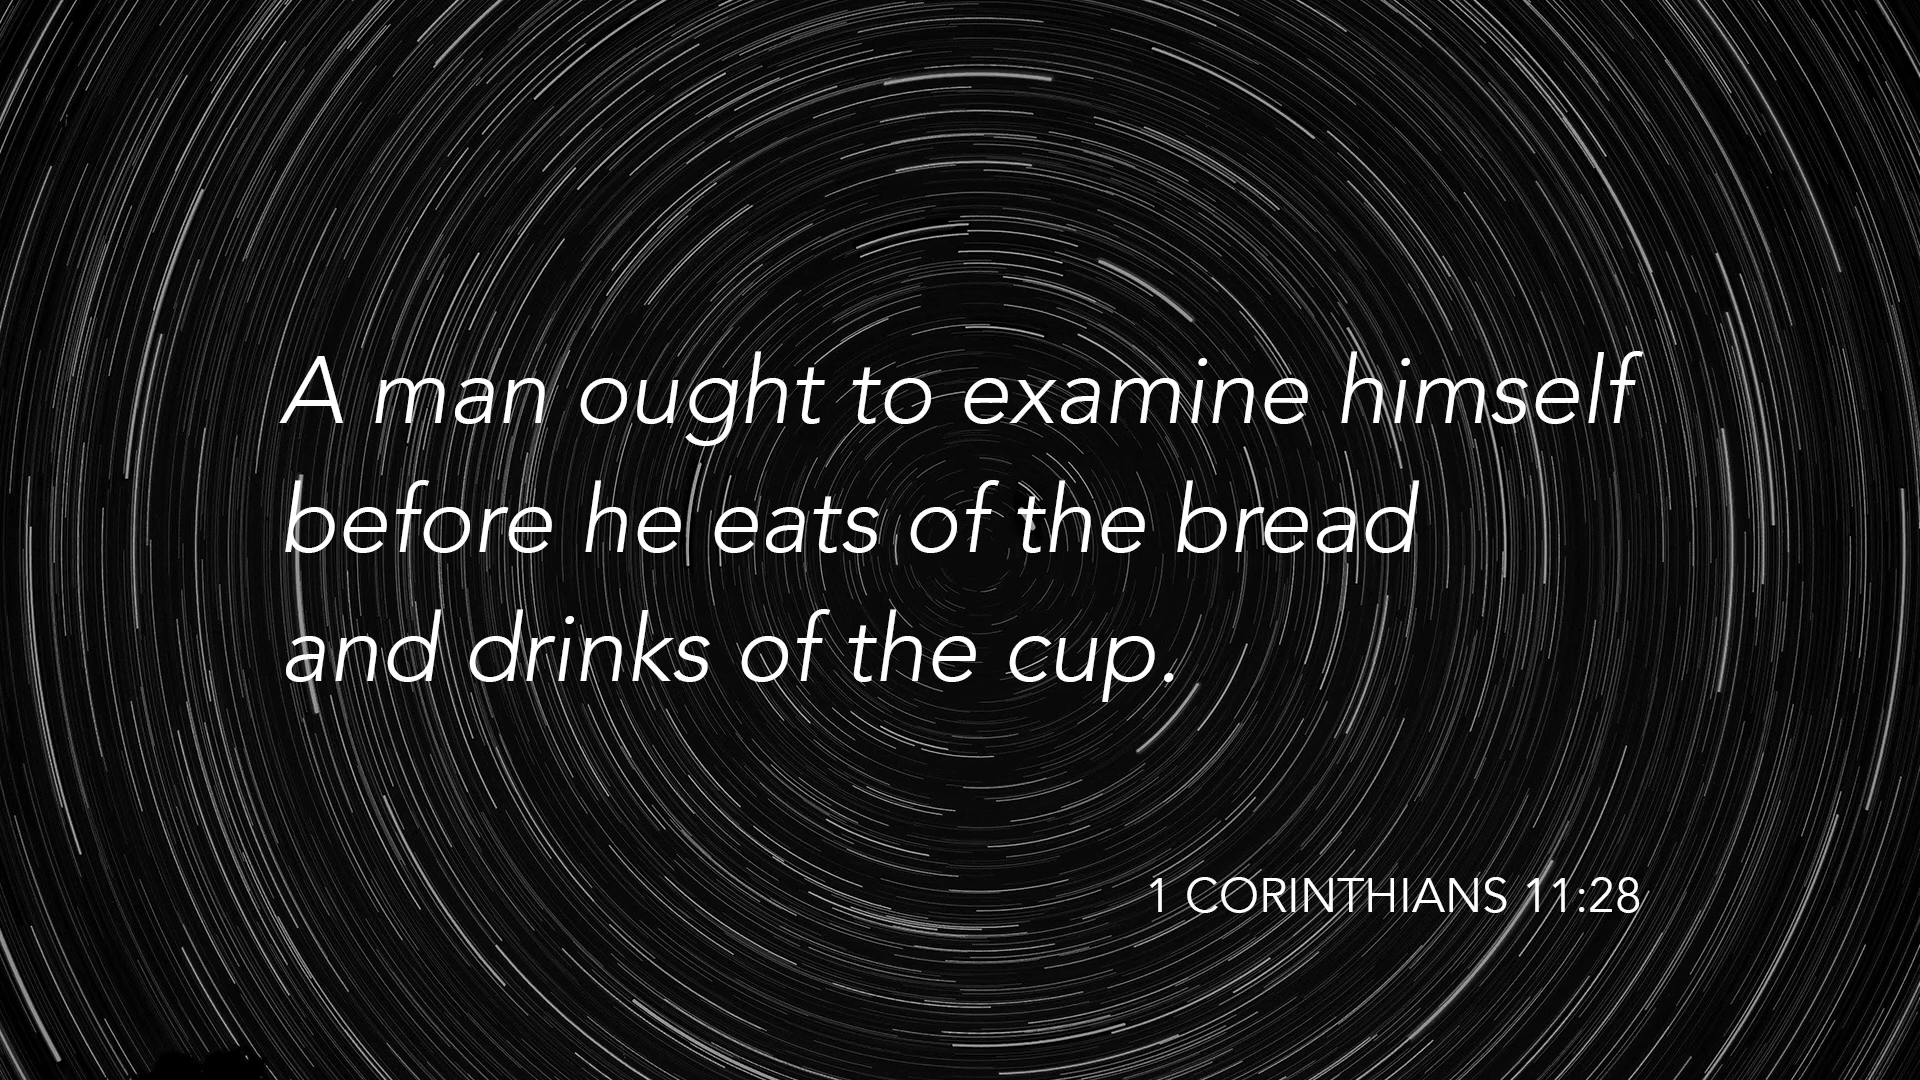 A man ought to examine himself
before he eats of the bread
and drinks of the cup.
1 CORINTHIANS 11:28